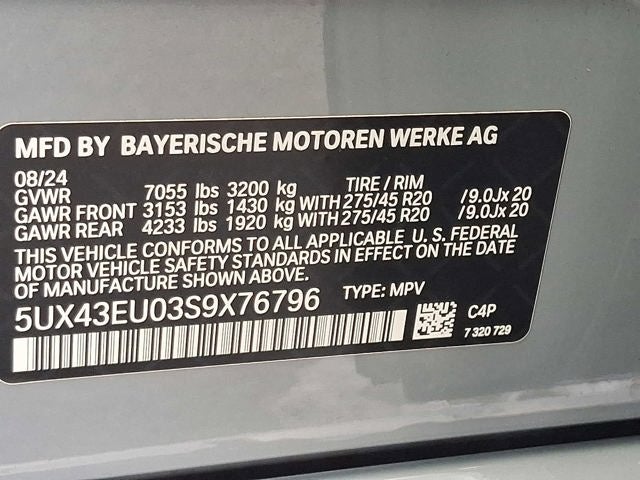 MFD BY BAYERISCHE MOTOREN WERKE AG
08/24 TIRE / RIM
GVWR 7055 lbs 3200 kg
GAWR FRONT 3153 lbs 1430 kg WITH 275/45 R20 /9.0Jx 20
GAWR REAR 4233 lbs 1920 kg WITH 275/45 R20 /9.0Jx 20
THIS VEHICLE CONFORMS TO ALL APPLICABLE U. S. FEDERAL
MOTOR VEHICLE SAFETY STANDARDS IN EFFECT ON THE DATE
OF MANUFACTURE SHOWN ABOVE.
5UX43EU03S9X76796 TYPE: MPV
C4P
7 320 729